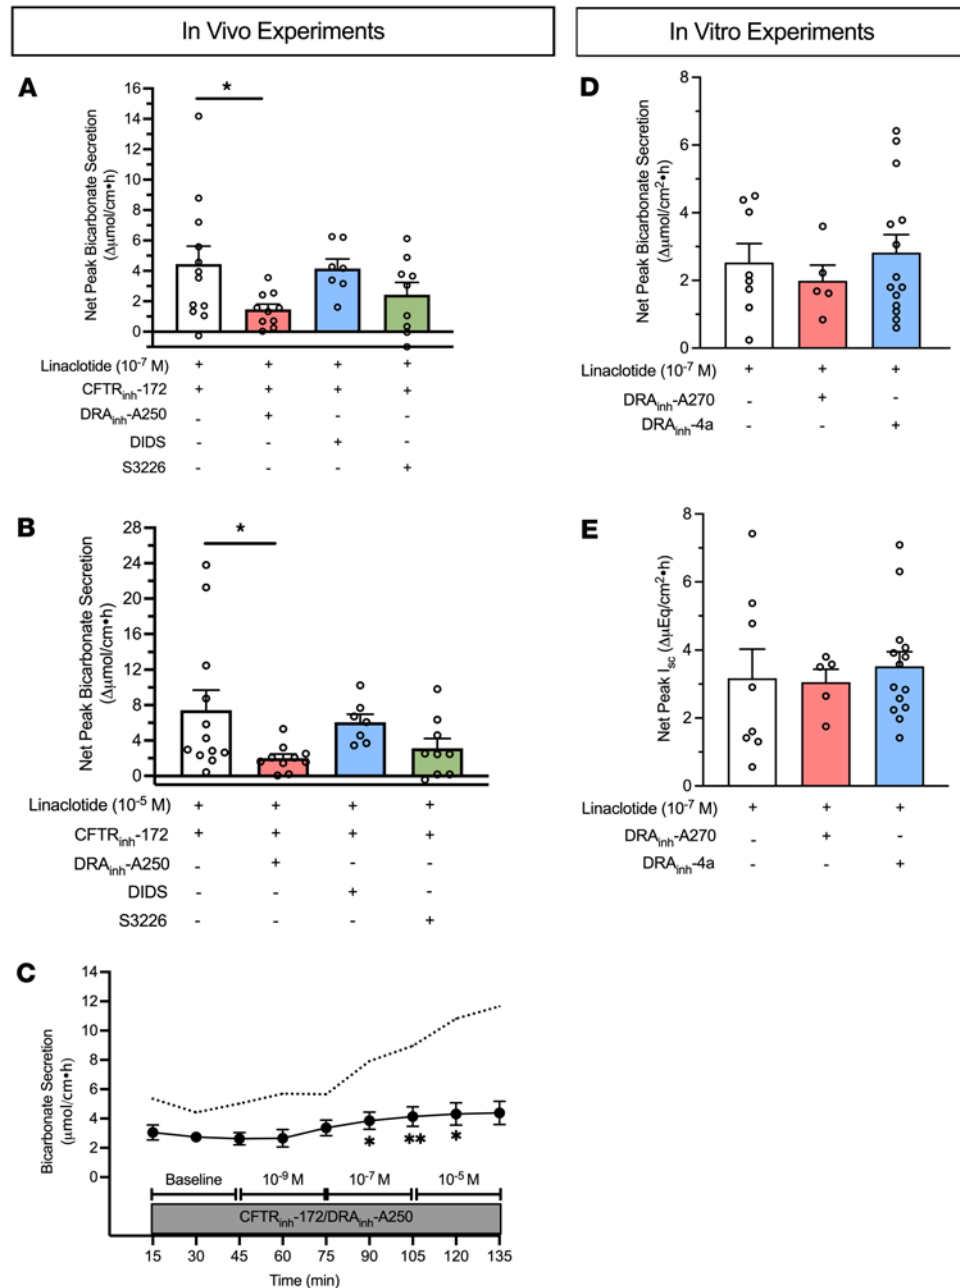 In Vivo Experiments
In Vitro Experiments
A
Net Peak Bicarbonate Secretion
(Δμmol/cm•h)
16
14
12
10
8
6
4
2
0
*
Linaclotide (10⁻⁷ M) + + + +
CFTRinh-172 + + + +
DRAinh-A250 - + - -
DIDS - - + -
S3226 - - - +
B
Net Peak Bicarbonate Secretion
(Δμmol/cm•h)
28
24
20
16
12
8
4
0
*
Linaclotide (10⁻⁵ M) + + + +
CFTRinh-172 + + + +
DRAinh-A250 - + - -
DIDS - - + -
S3226 - - - +
C
Bicarbonate Secretion
(μmol/cm•h)
14
12
10
8
6
4
2
0
* ** *
Baseline 10⁻⁹ M 10⁻⁷ M 10⁻⁵ M
CFTRinh-172/DRAinh-A250
15 30 45 60 75 90 105 120 135
Time (min)
D
Net Peak Bicarbonate Secretion
(Δμmol/cm²•h)
8
6
4
2
0
Linaclotide (10⁻⁷ M) + + +
DRAinh-A270 - + -
DRAinh-4a - - +
E
Net Peak Isc (ΔμEq/cm²•h)
8
6
4
2
0
Linaclotide (10⁻⁷ M) + + +
DRAinh-A270 - + -
DRAinh-4a - - +